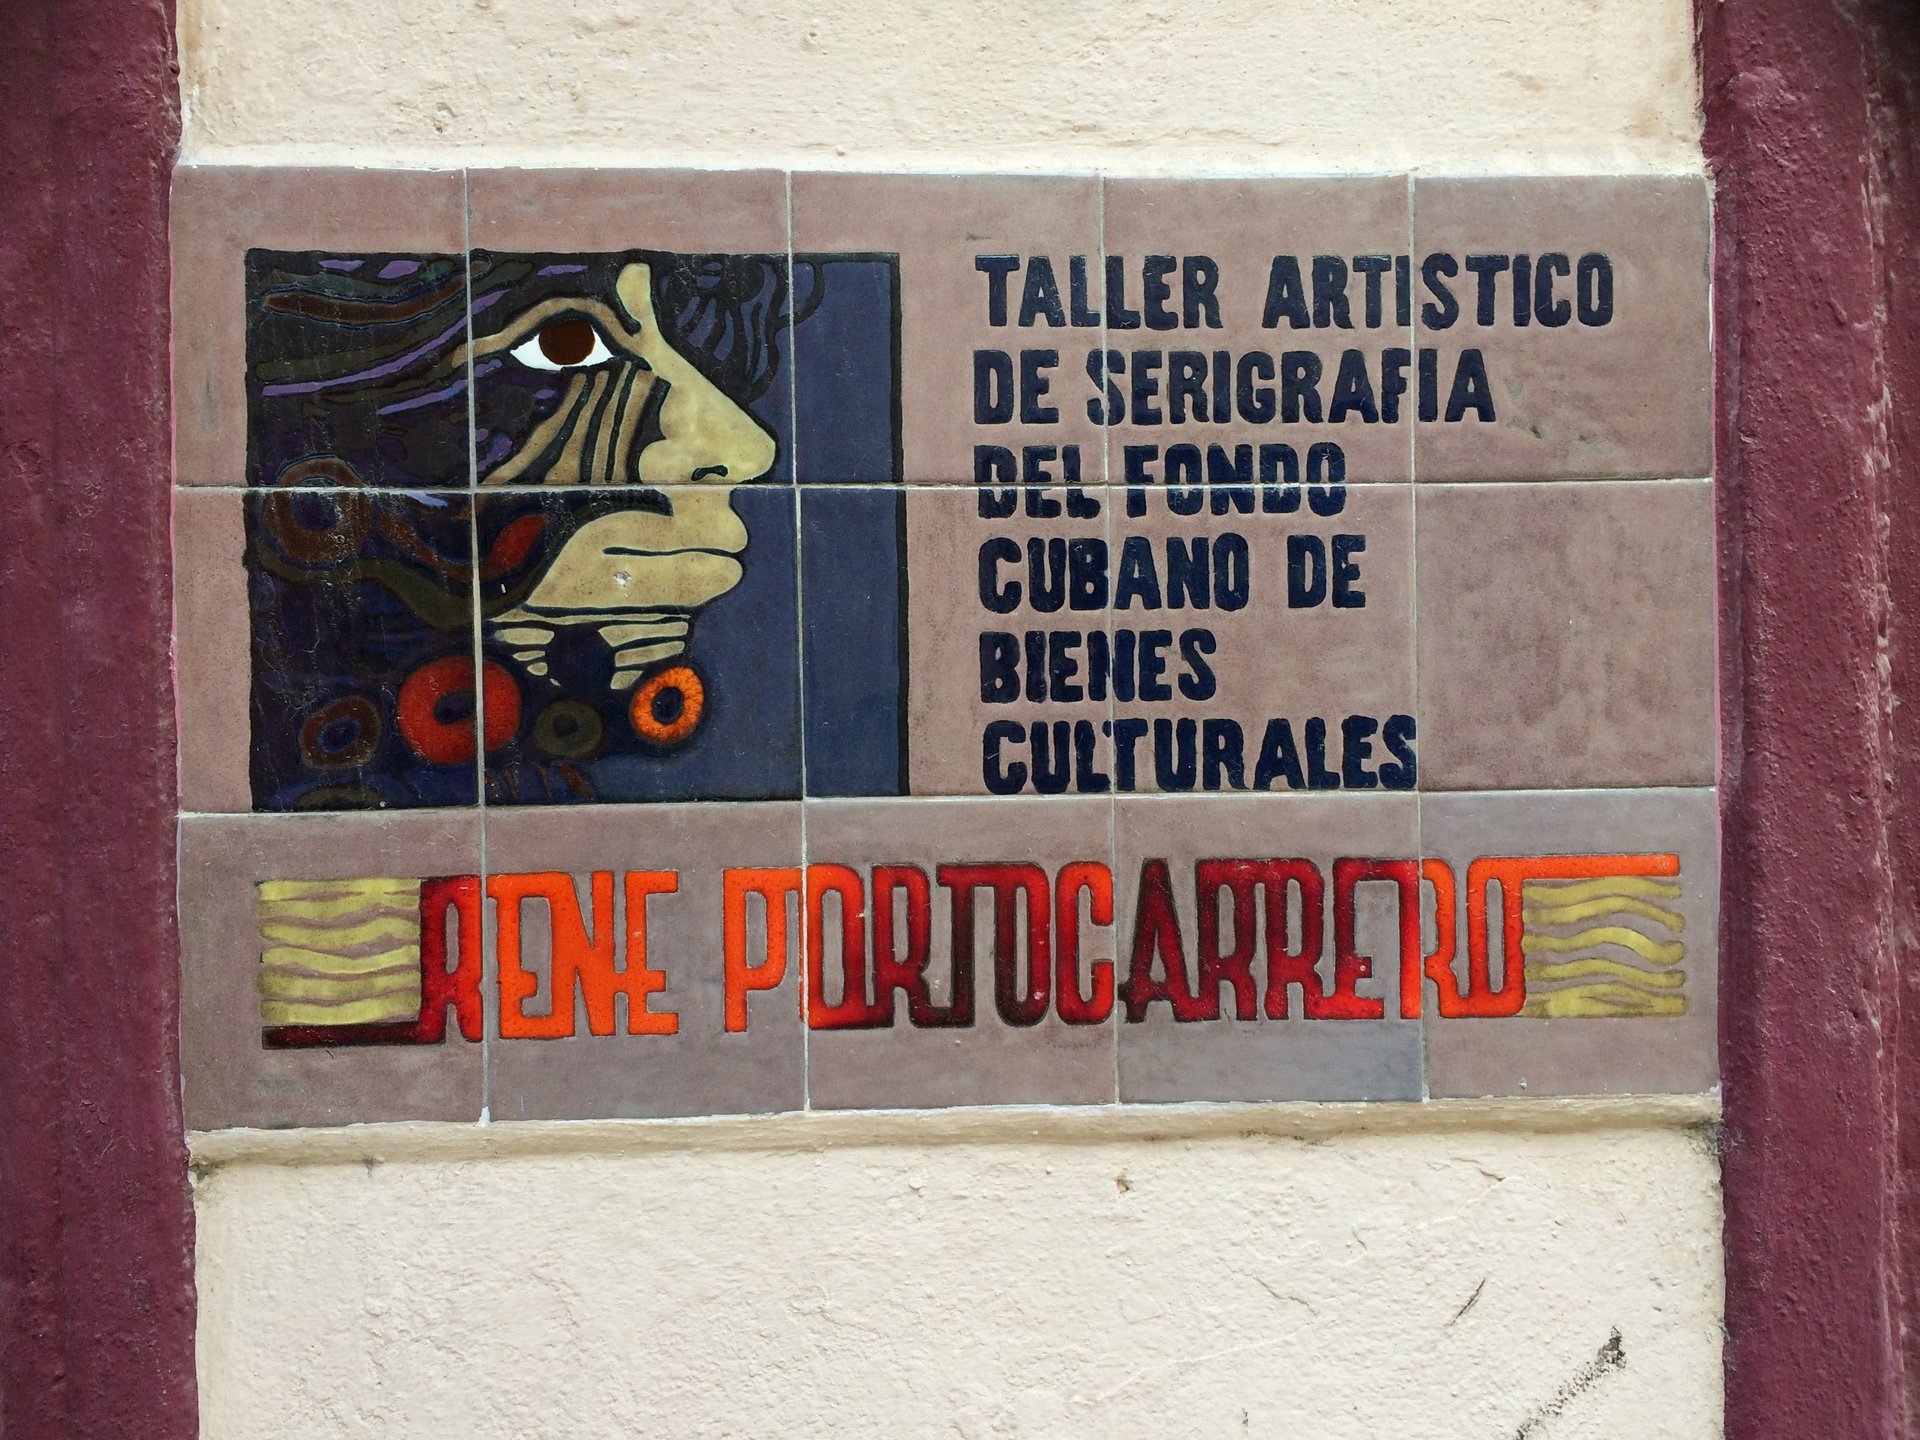 TALLER ARTISTICO
DE SERIGRAFIA
DEL FONDO
CUBANO DE
BIENES
CULTURALES
RENE PORTOCARRERO